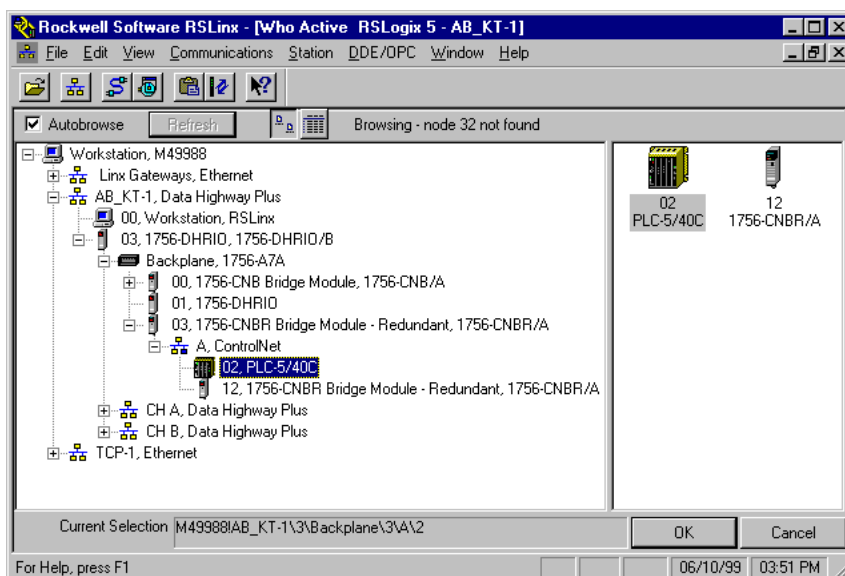 Rockwell Software RSLinx - [Who Active RSLogix 5 - AB_KT-1]
File Edit View Communications Station DDE/OPC Window Help
Autobrowse Refresh Browsing - node 32 not found
Workstation, M49988
Linx Gateways, Ethernet
AB_KT-1, Data Highway Plus
00, Workstation, RSLinx
03, 1756-DHRIO, 1756-DHRIO/B
Backplane, 1756-A7A
00, 1756-CNB Bridge Module, 1756-CNB/A
01, 1756-DHRIO
03, 1756-CNBR Bridge Module - Redundant, 1756-CNBR/A
A, ControlNet
02, PLC-5/40C
12, 1756-CNBR Bridge Module - Redundant, 1756-CNBR/A
CH A, Data Highway Plus
CH B, Data Highway Plus
TCP-1, Ethernet
02
PLC-5/40C
12
1756-CNBR/A
Current Selection M49988!AB_KT-1\3\Backplane\3\A\2 OK Cancel
For Help, press F1 06/10/99 03:51 PM